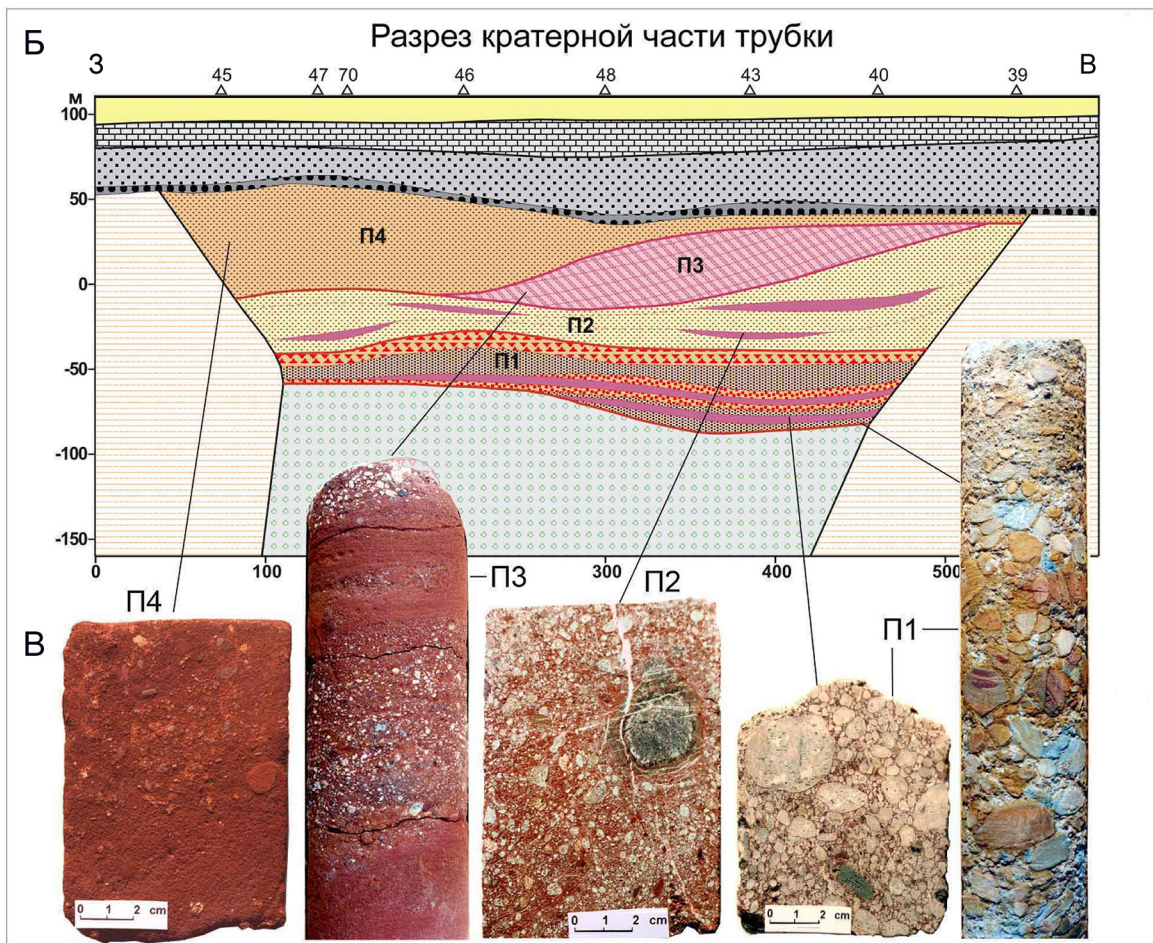 Б
Разрез кратерной части трубки
З
В
45 47 70 46 48 43 40 39
м
100
50
0
-50
-100
-150
П4
П3
П2
П1
0 100 300 400 500
П4
П3
П2
П1
В
0 1 2 cm
0 1 2 cm
0 1 2 cm